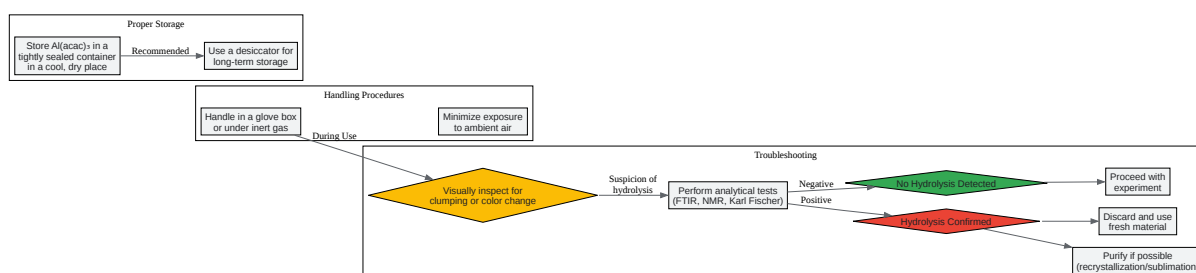 Proper Storage
Store Al(acac)₃ in a
tightly sealed container
in a cool, dry place
Recommended
Use a desiccator for
long-term storage
Handling Procedures
Handle in a glove box
or under inert gas
Minimize exposure
to ambient air
During Use
Troubleshooting
Visually inspect for
clumping or color change
Suspicion of
hydrolysis
Perform analytical tests
(FTIR, NMR, Karl Fischer)
Negative
No Hydrolysis Detected
Proceed with
experiment
Positive
Hydrolysis Confirmed
Discard and use
fresh material
Purify if possible
(recrystallization/sublimation